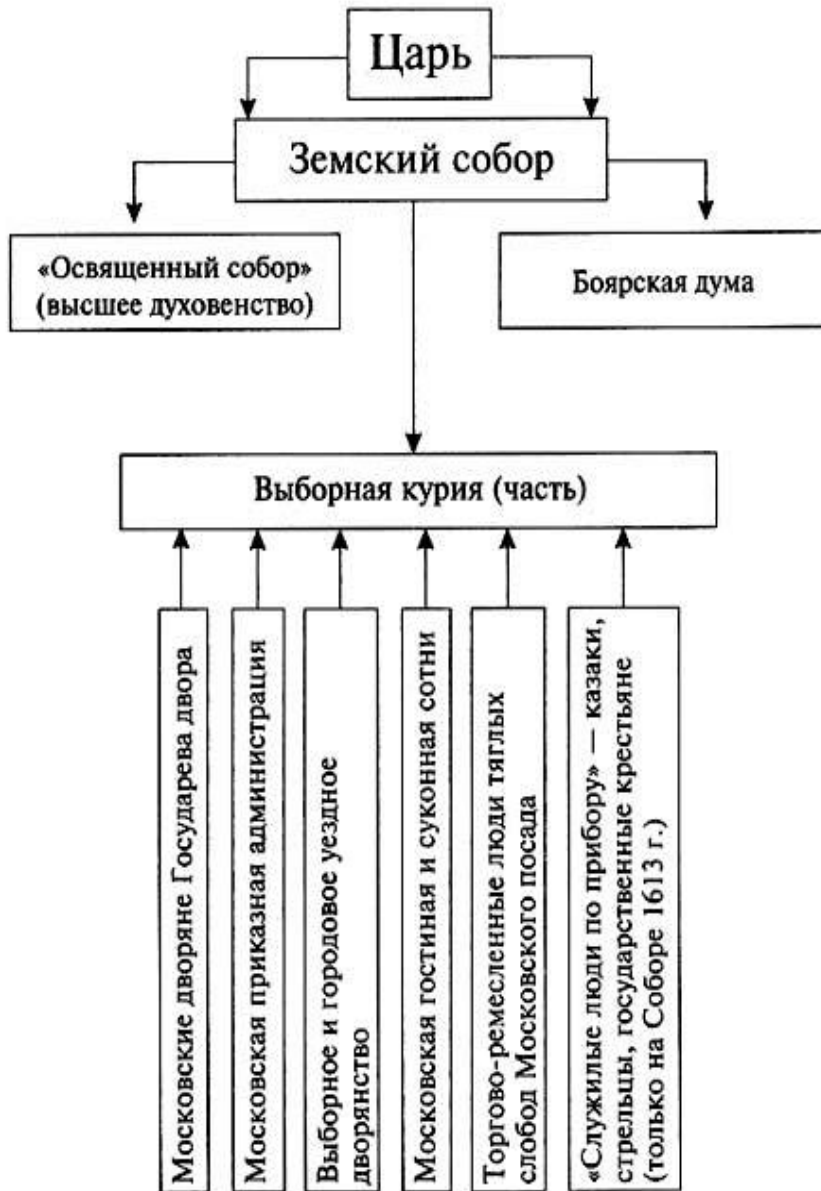 Царь
Земский собор
«Освященный собор»
(высшее духовенство)
Боярская дума
Выборная курия (часть)
Московские дворяне Государева двора
Московская приказная администрация
Выборное и городовое уездное
дворянство
Московская гостиная и суконная сотни
Торгово-ремесленные люди тяглых
слобод Московского посада
«Служилые люди по прибору» — казаки,
стрельцы, государственные крестьяне
(только на Соборе 1613 г.)